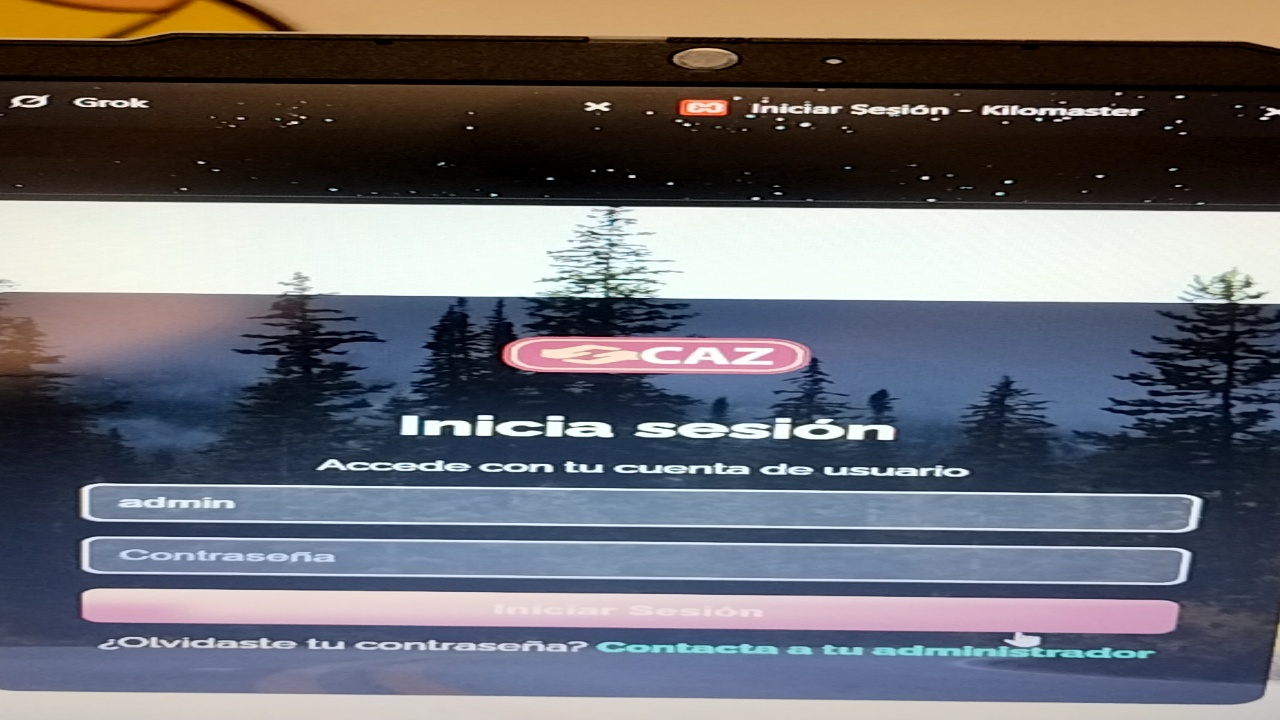 Grok
Iniciar Sesión - Kilomaster
CAZ
Inicia sesión
Accede con tu cuenta de usuario
admin
Contraseña
Iniciar Sesión
¿Olvidaste tu contraseña? Contacta a tu administrador